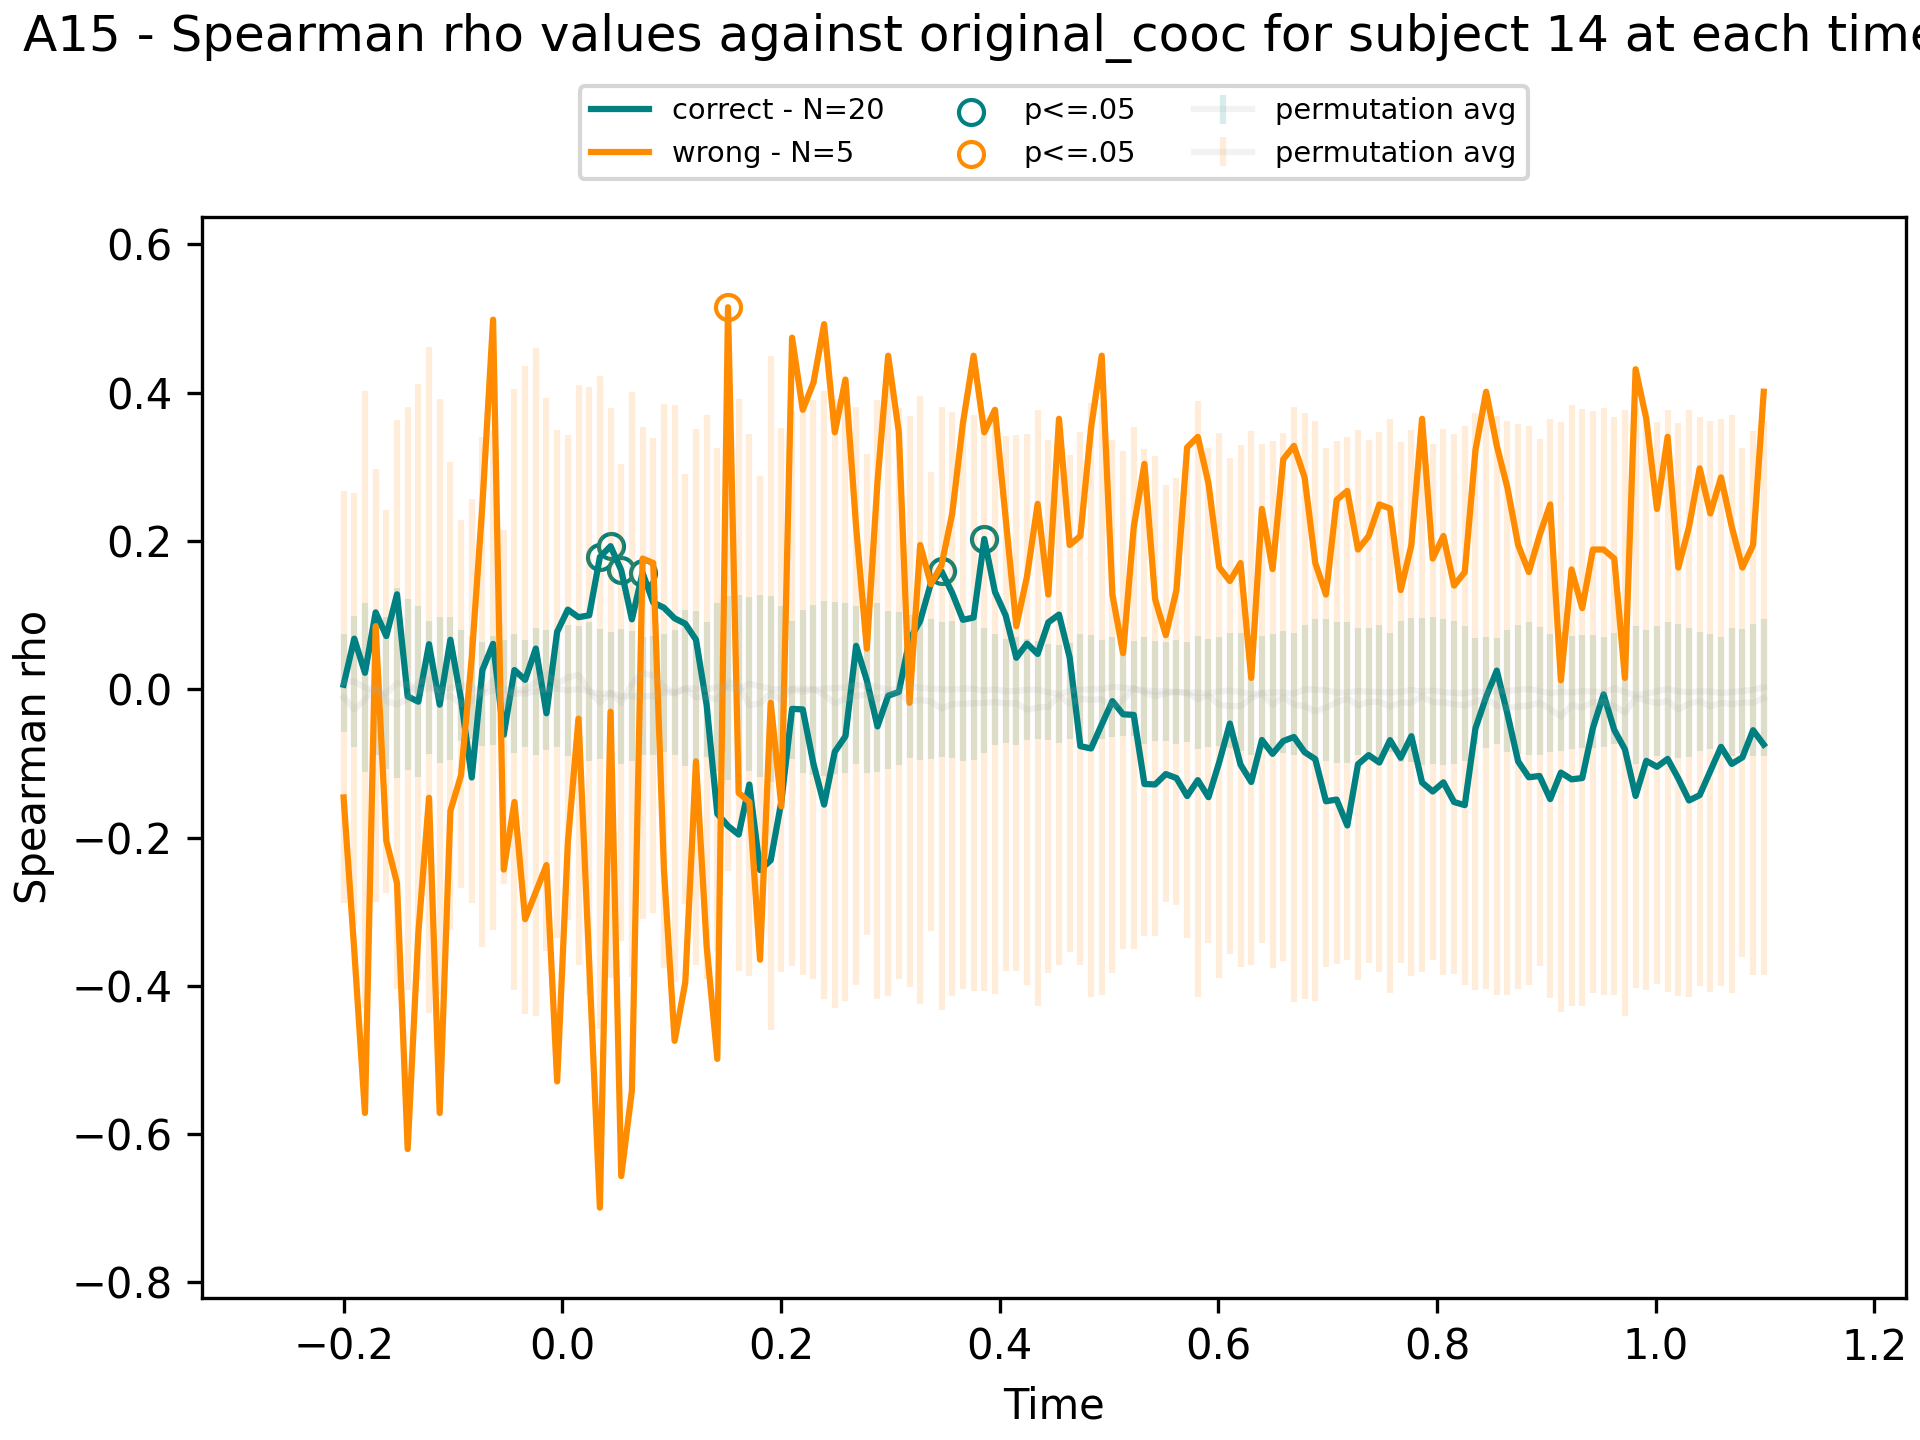 A15 - Spearman rho values against original_cooc for subject 14 at each time
correct - N=20
p<=.05
permutation avg
wrong - N=5
p<=.05
permutation avg
0.6
0.4
0.2
0.0
−0.2
−0.4
−0.6
−0.8
Spearman rho
−0.2
0.0
0.2
0.4
0.6
0.8
1.0
1.2
Time